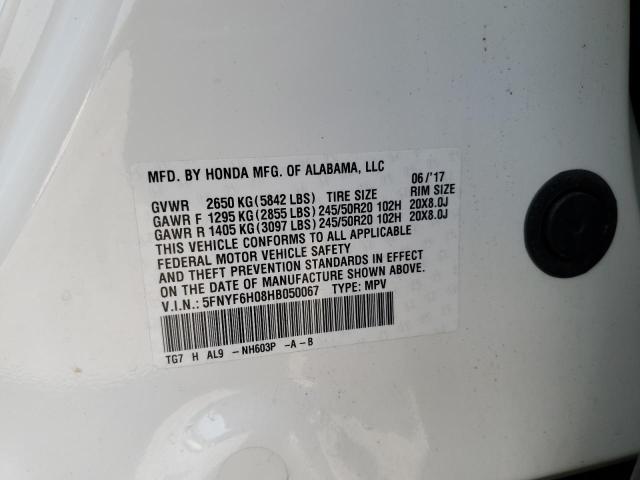 MFD. BY HONDA MFG. OF ALABAMA, LLC 06/'17
GVWR 2650 KG(5842 LBS) TIRE SIZE RIM SIZE
GAWR F 1295 KG(2855 LBS)245/50R20 102H 20X8.0J
GAWR R 1405 KG(3097 LBS)245/50R20 102H 20X8.0J
THIS VEHICLE CONFORMS TO ALL APPLICABLE
FEDERAL MOTOR VEHICLE SAFETY
AND THEFT PREVENTION STANDARDS IN EFFECT
ON THE DATE OF MANUFACTURE SHOWN ABOVE.
V.I.N.: 5FNYF6H08HB050067 TYPE: MPV
TG7 H AL9 -NH603P -A-B